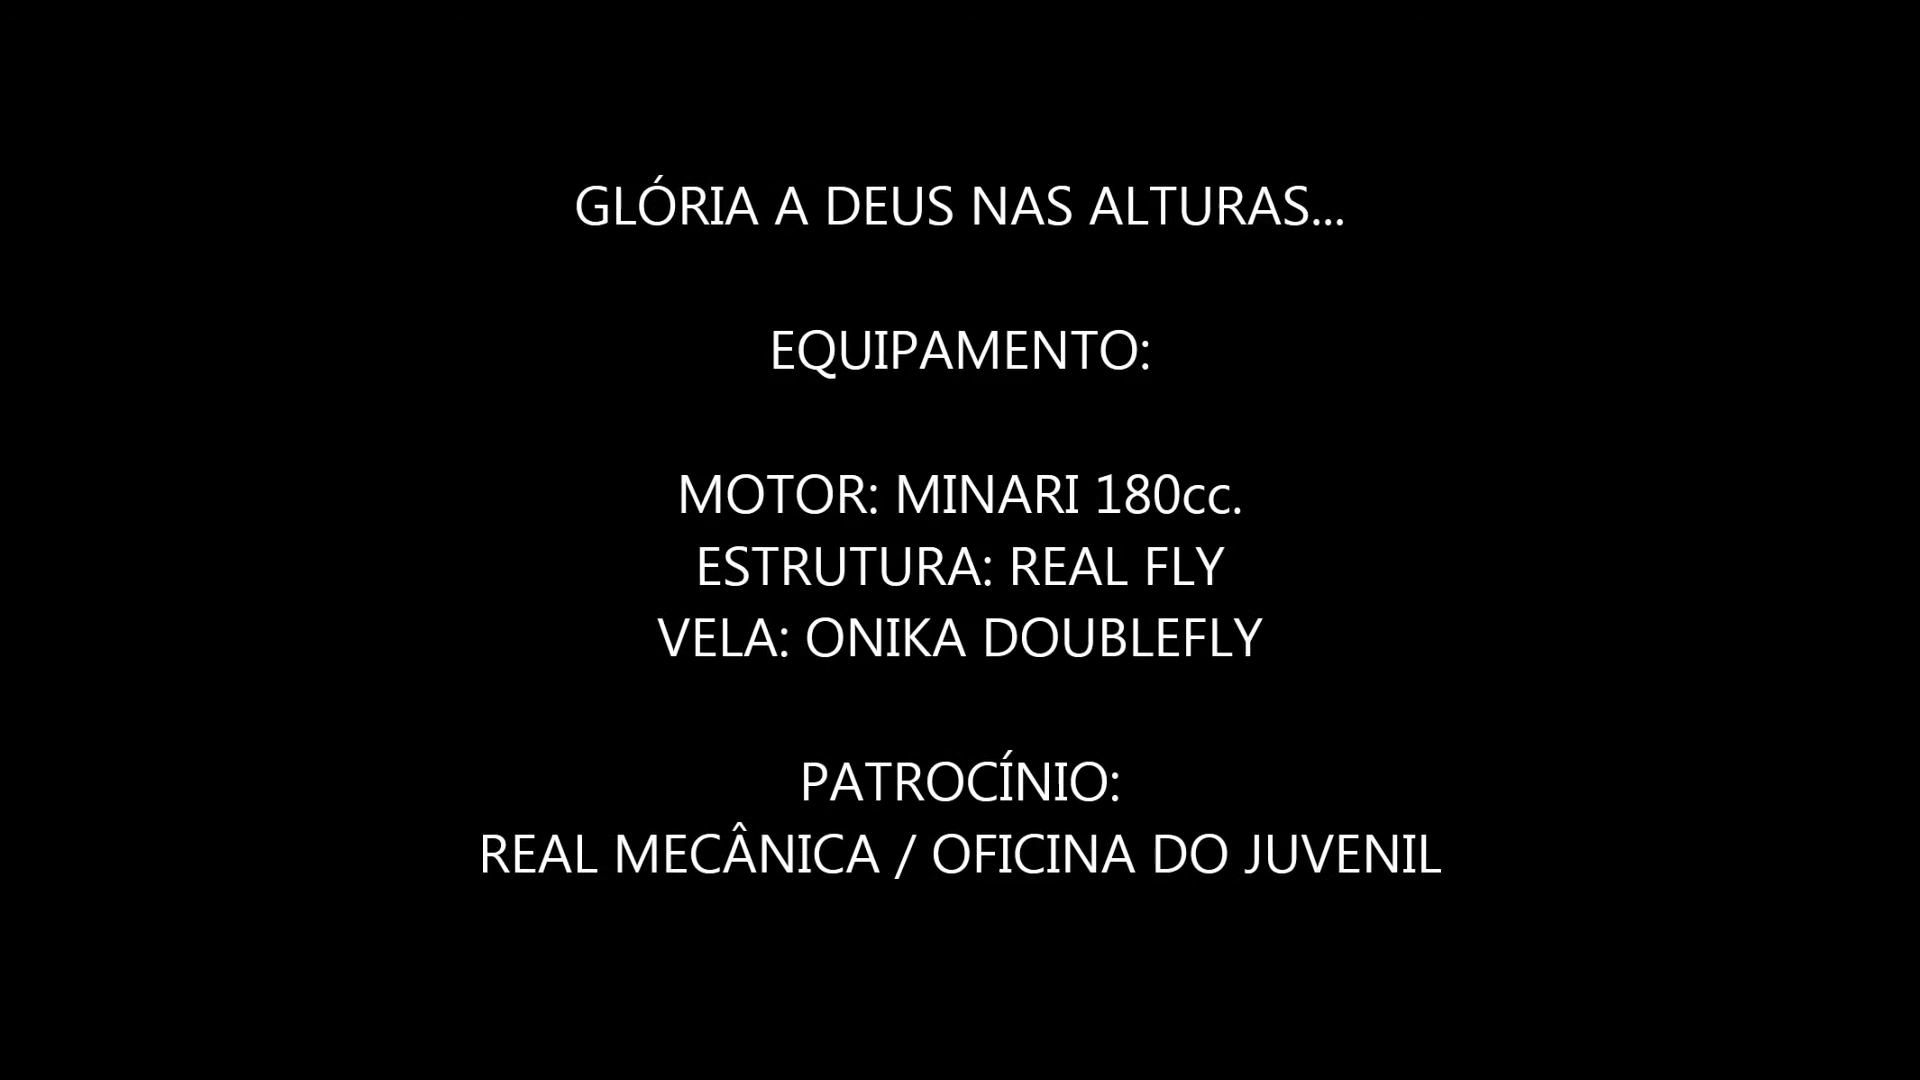 GLÓRIA A DEUS NAS ALTURAS...
EQUIPAMENTO:
MOTOR: MINARI 180cc.
ESTRUTURA: REAL FLY
VELA: ONIKA DOUBLEFLY
PATROCÍNIO:
REAL MECÂNICA / OFICINA DO JUVENIL